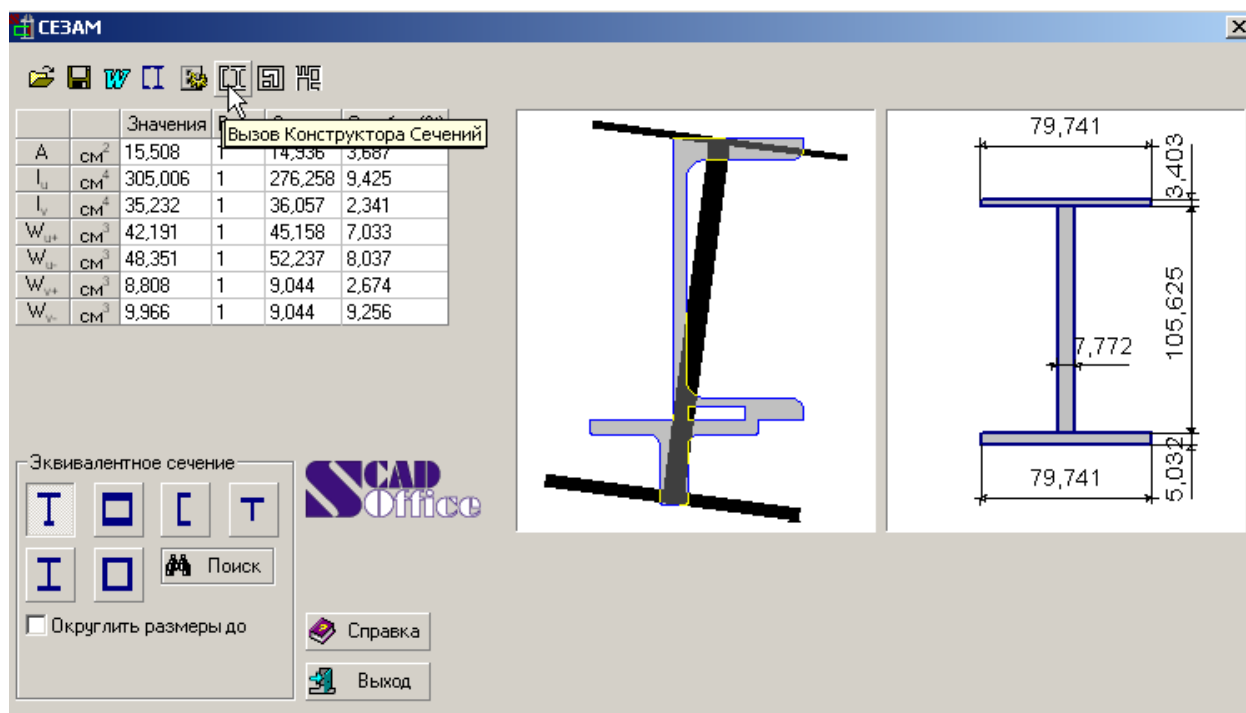 СЕЗАМ
W
Значения
Вызов Конструктора Сечений
A см² 15,508 1 14,936 3,687
Iu см⁴ 305,006 1 276,258 9,425
Iv см⁴ 35,232 1 36,057 2,341
Wu+ см³ 42,191 1 45,158 7,033
Wu- см³ 48,351 1 52,237 8,037
Wv+ см³ 8,808 1 9,044 2,674
Wv- см³ 9,966 1 9,044 9,256
79,741
3,403
105,625
7,772
79,741
5,032
Эквивалентное сечение
SCAD
Office
Поиск
Округлить размеры до
Справка
Выход